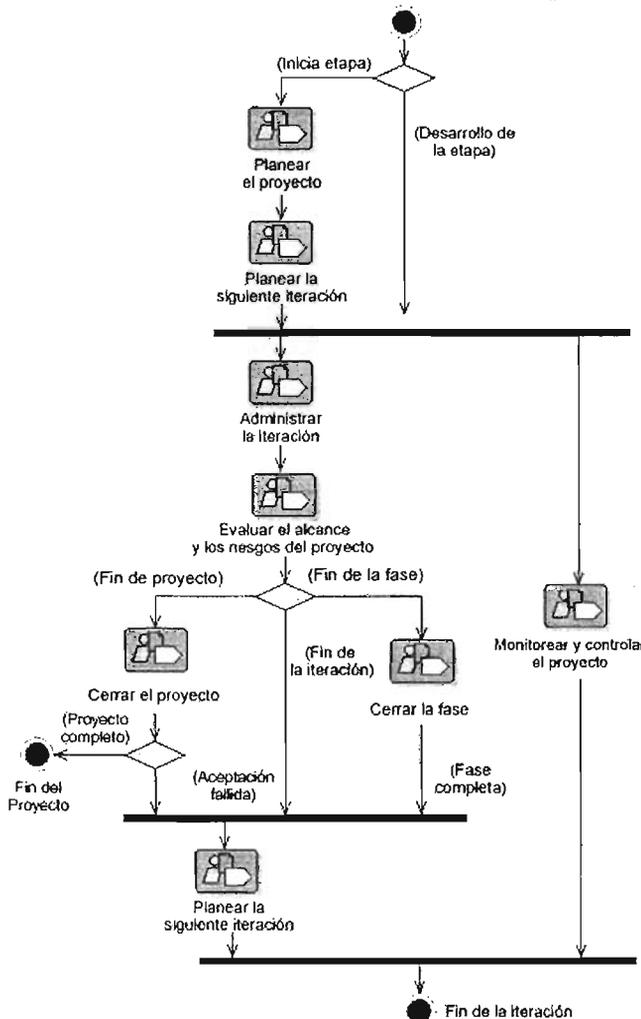 (Inicia etapa)
(Desarrollo de
la etapa)
Planear
el proyecto
Planear la
siguiente iteración
Administrar
la iteración
Evaluar el alcance
y los riesgos del proyecto
(Fin de proyecto)
(Fin de la fase)
(Fin de
la iteración)
Monitorear y controla
el proyecto
Cerrar el proyecto
Cerrar la fase
(Proyecto
completo)
Fin del
Proyecto
(Aceptación
fallida)
(Fase
completa)
Planear la
siguiente iteración
Fin de la iteración